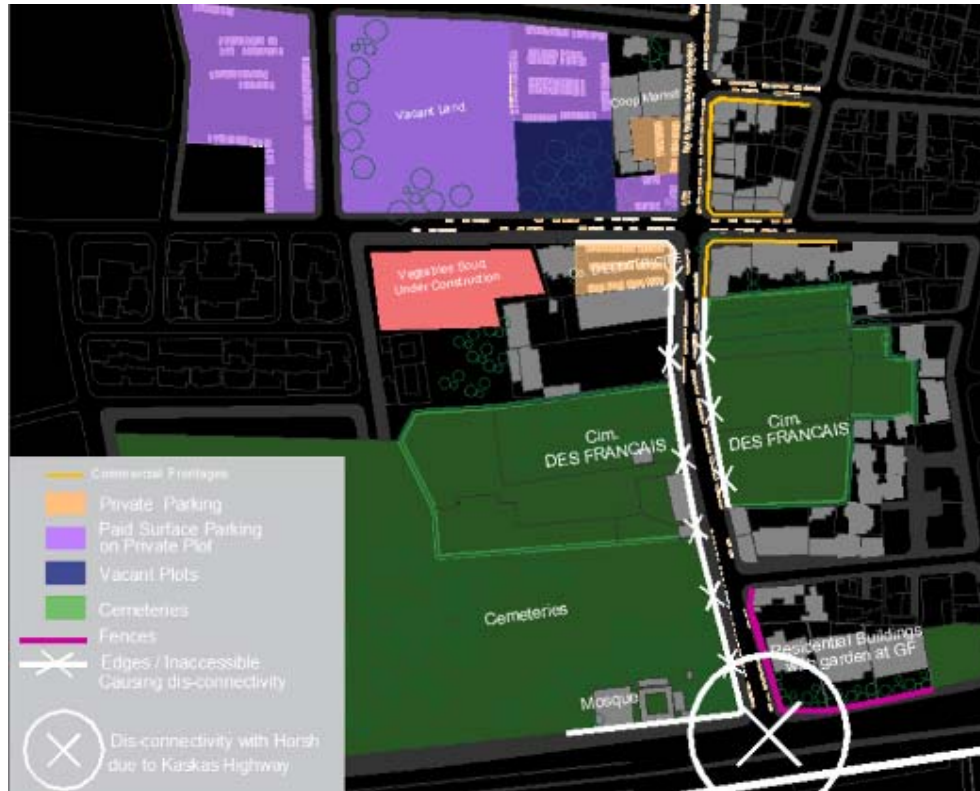 Vacant Land
Coop Market
Under Construction
Cim.
DES FRANCAIS
Cim.
DES FRANCAIS
Cemeteries
Mosque
Residential Buildings
with garden at GF
Commercial Frontages
Private Parking
Paid Surface Parking
on Private Plot
Vacant Plots
Cemeteries
Fences
Edges / Inaccessible
Causing dis-connectivity
Dis-connectivity with Horsh
due to Kaskas Highway